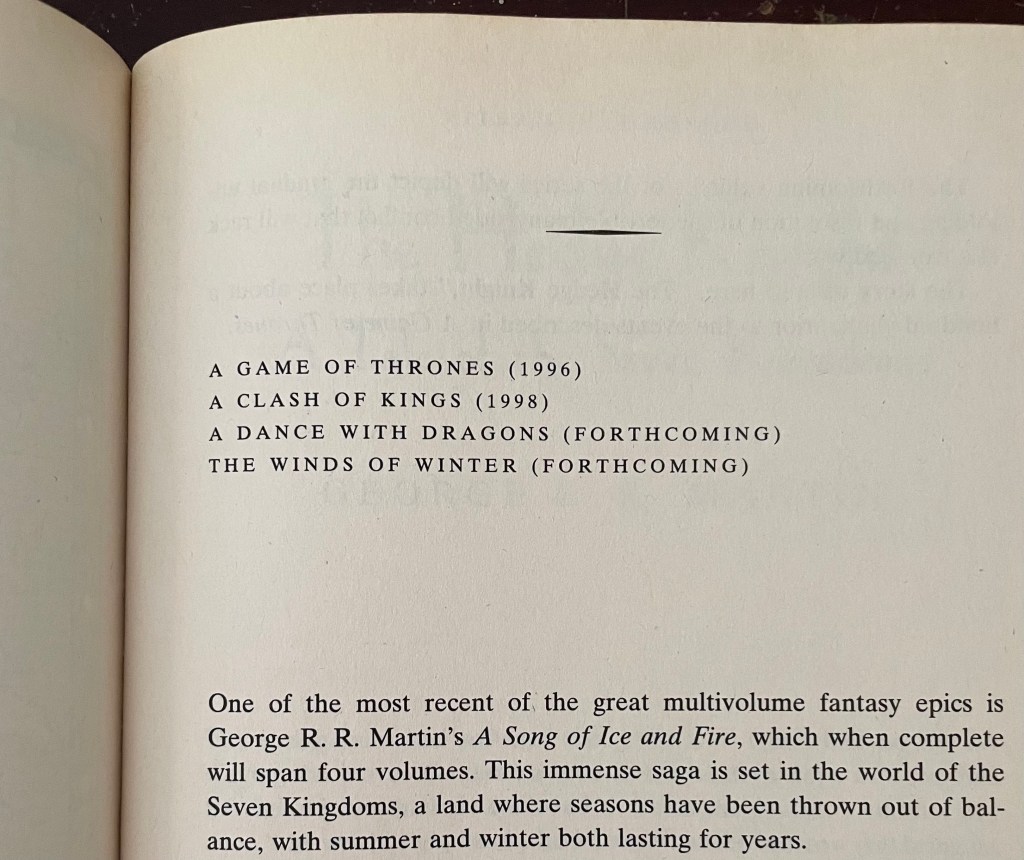 A GAME OF THRONES (1996)
A CLASH OF KINGS (1998)
A DANCE WITH DRAGONS (FORTHCOMING)
THE WINDS OF WINTER (FORTHCOMING)
One of the most recent of the great multivolume fantasy epics is
George R. R. Martin's A Song of Ice and Fire, which when complete
will span four volumes. This immense saga is set in the world of the
Seven Kingdoms, a land where seasons have been thrown out of bal-
ance, with summer and winter both lasting for years.